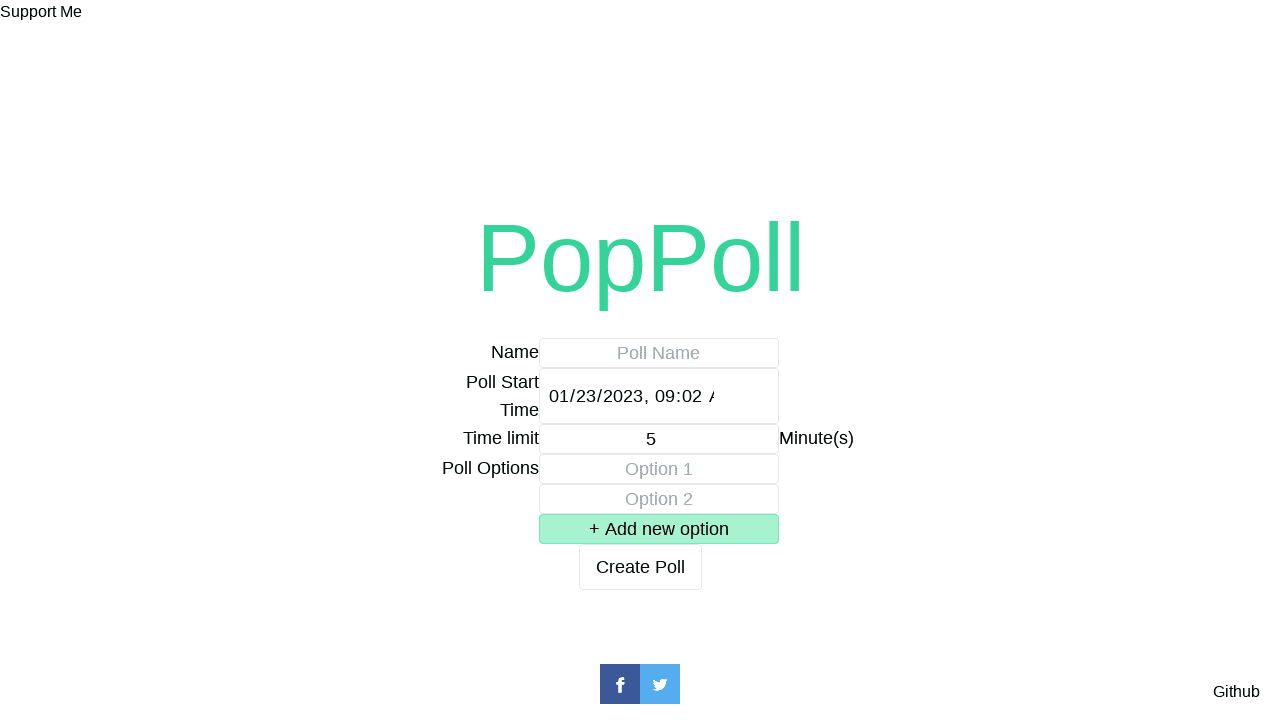 Support Me
PopPoll
Name
Poll Name
Poll Start
Time
01/23/2023, 09:02
Time limit
5
Minute(s)
Poll Options
Option 1
Option 2
+ Add new option
Create Poll
Github